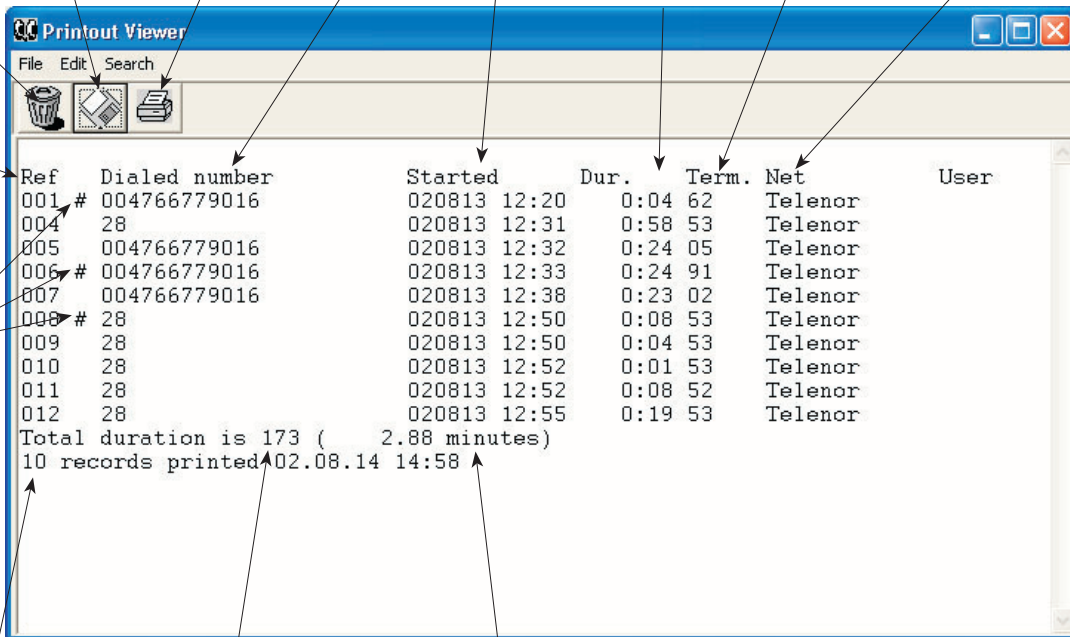 Printout Viewer
File Edit Search
Ref Dialed number Started Dur. Term. Net User
001 # 004766779016 020813 12:20 0:04 62 Telenor
004 28 020813 12:31 0:58 53 Telenor
005 004766779016 020813 12:32 0:24 05 Telenor
006 # 004766779016 020813 12:33 0:24 91 Telenor
007 004766779016 020813 12:38 0:23 02 Telenor
008 # 28 020813 12:50 0:08 53 Telenor
009 28 020813 12:50 0:04 53 Telenor
010 28 020813 12:52 0:01 53 Telenor
011 28 020813 12:52 0:08 52 Telenor
012 28 020813 12:55 0:19 53 Telenor
Total duration is 173 ( 2.88 minutes)
10 records printed 02.08.14 14:58